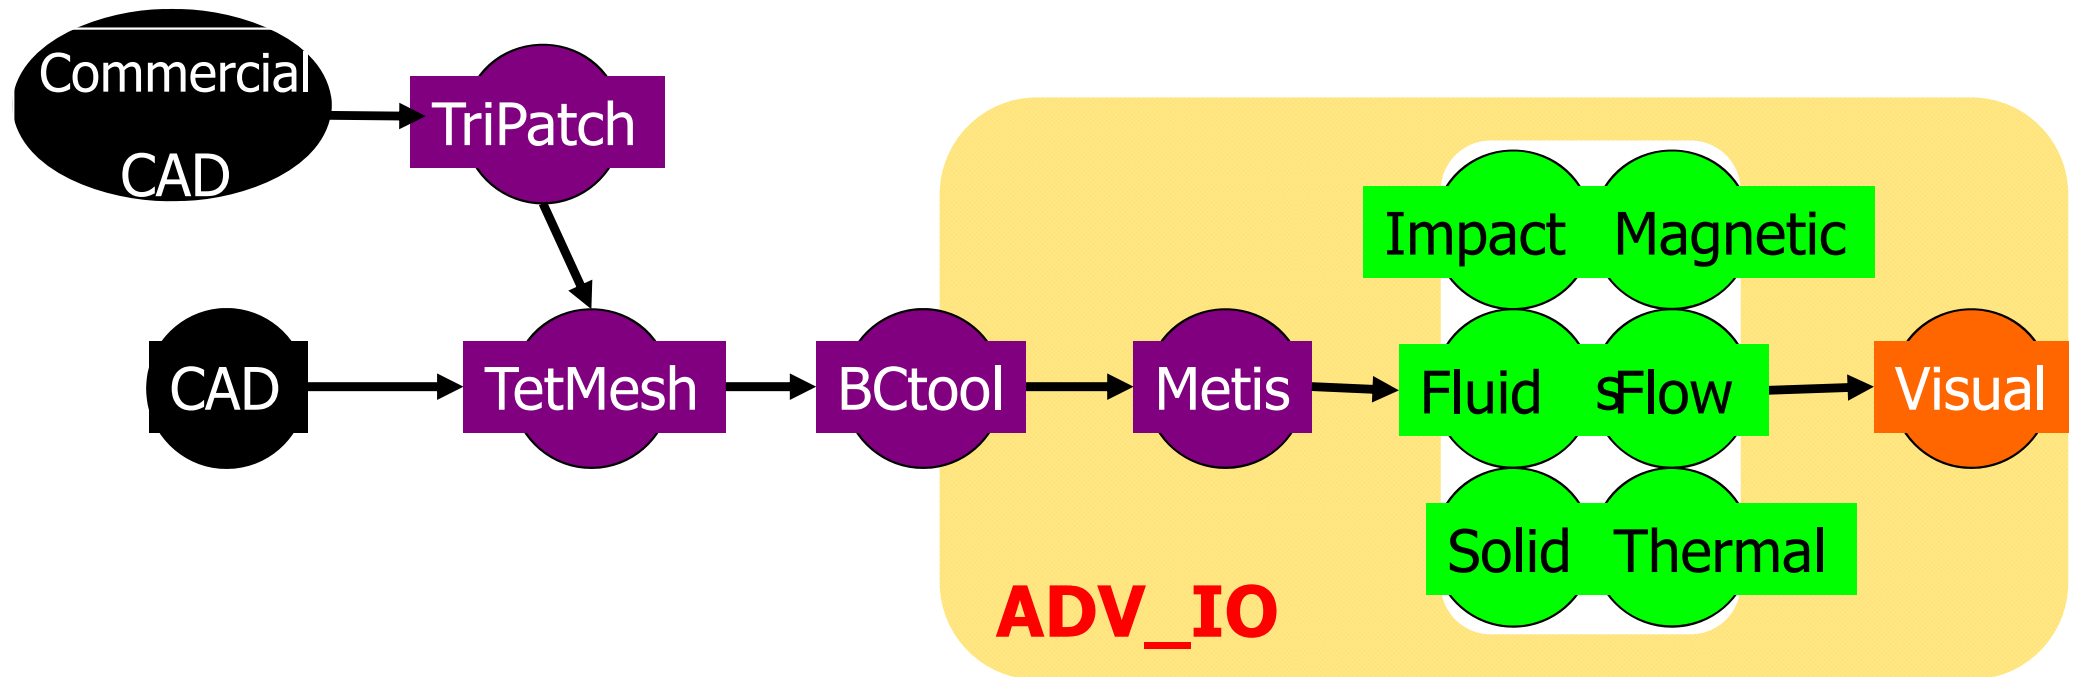 Commercial
CAD
TriPatch
Impact
Magnetic
CAD
TetMesh
BCtool
Metis
Fluid
sFlow
Visual
Solid
Thermal
ADV_IO